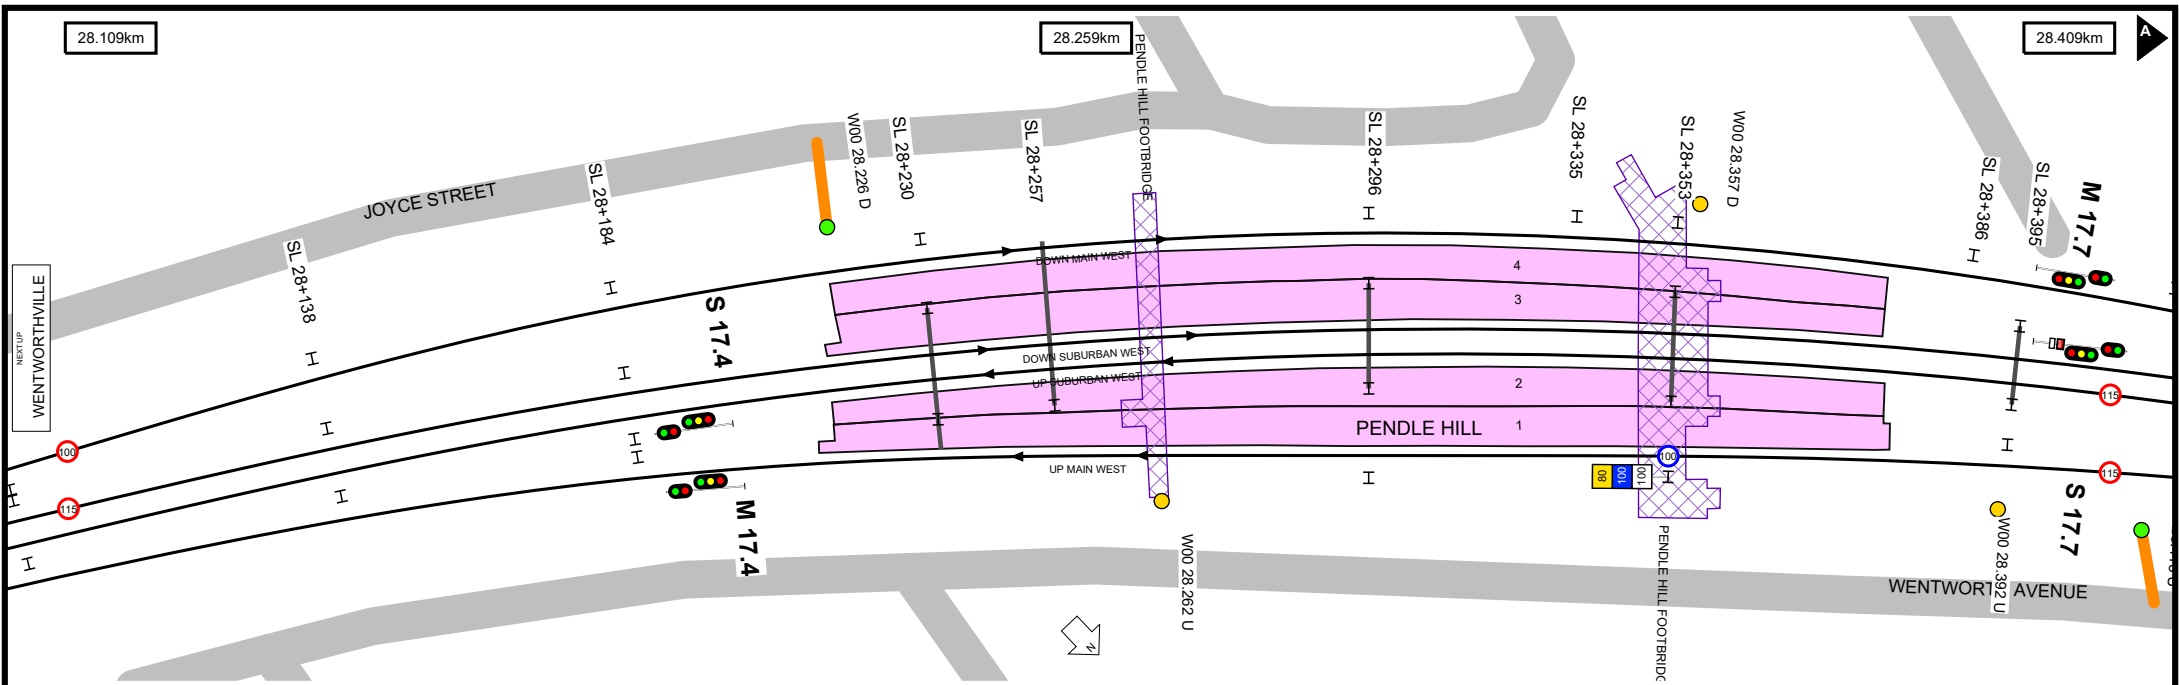 28.109km
28.259km
28.409km
A
PENDLE HILL FOOTBRIDGE
JOYCE STREET
W00 28.226 D
SL 28+230
SL 28+257
SL 28+296
SL 28+335
SL 28+353
W00 28.357 D
SL 28+386
SL 28+395
M 17.7
SL 28+138
SL 28+184
NEXT UP
WENTWORTHVILLE
S 17.4
DOWN MAIN WEST
4
3
DOWN SUBURBAN WEST
UP SUBURBAN WEST
2
PENDLE HILL
1
UP MAIN WEST
100
115
100
98
100
100
115
115
M 17.4
S 17.7
W00 28.262 U
PENDLE HILL FOOTBRIDG
W00 28.392 U
WENTWORT AVENUE
N